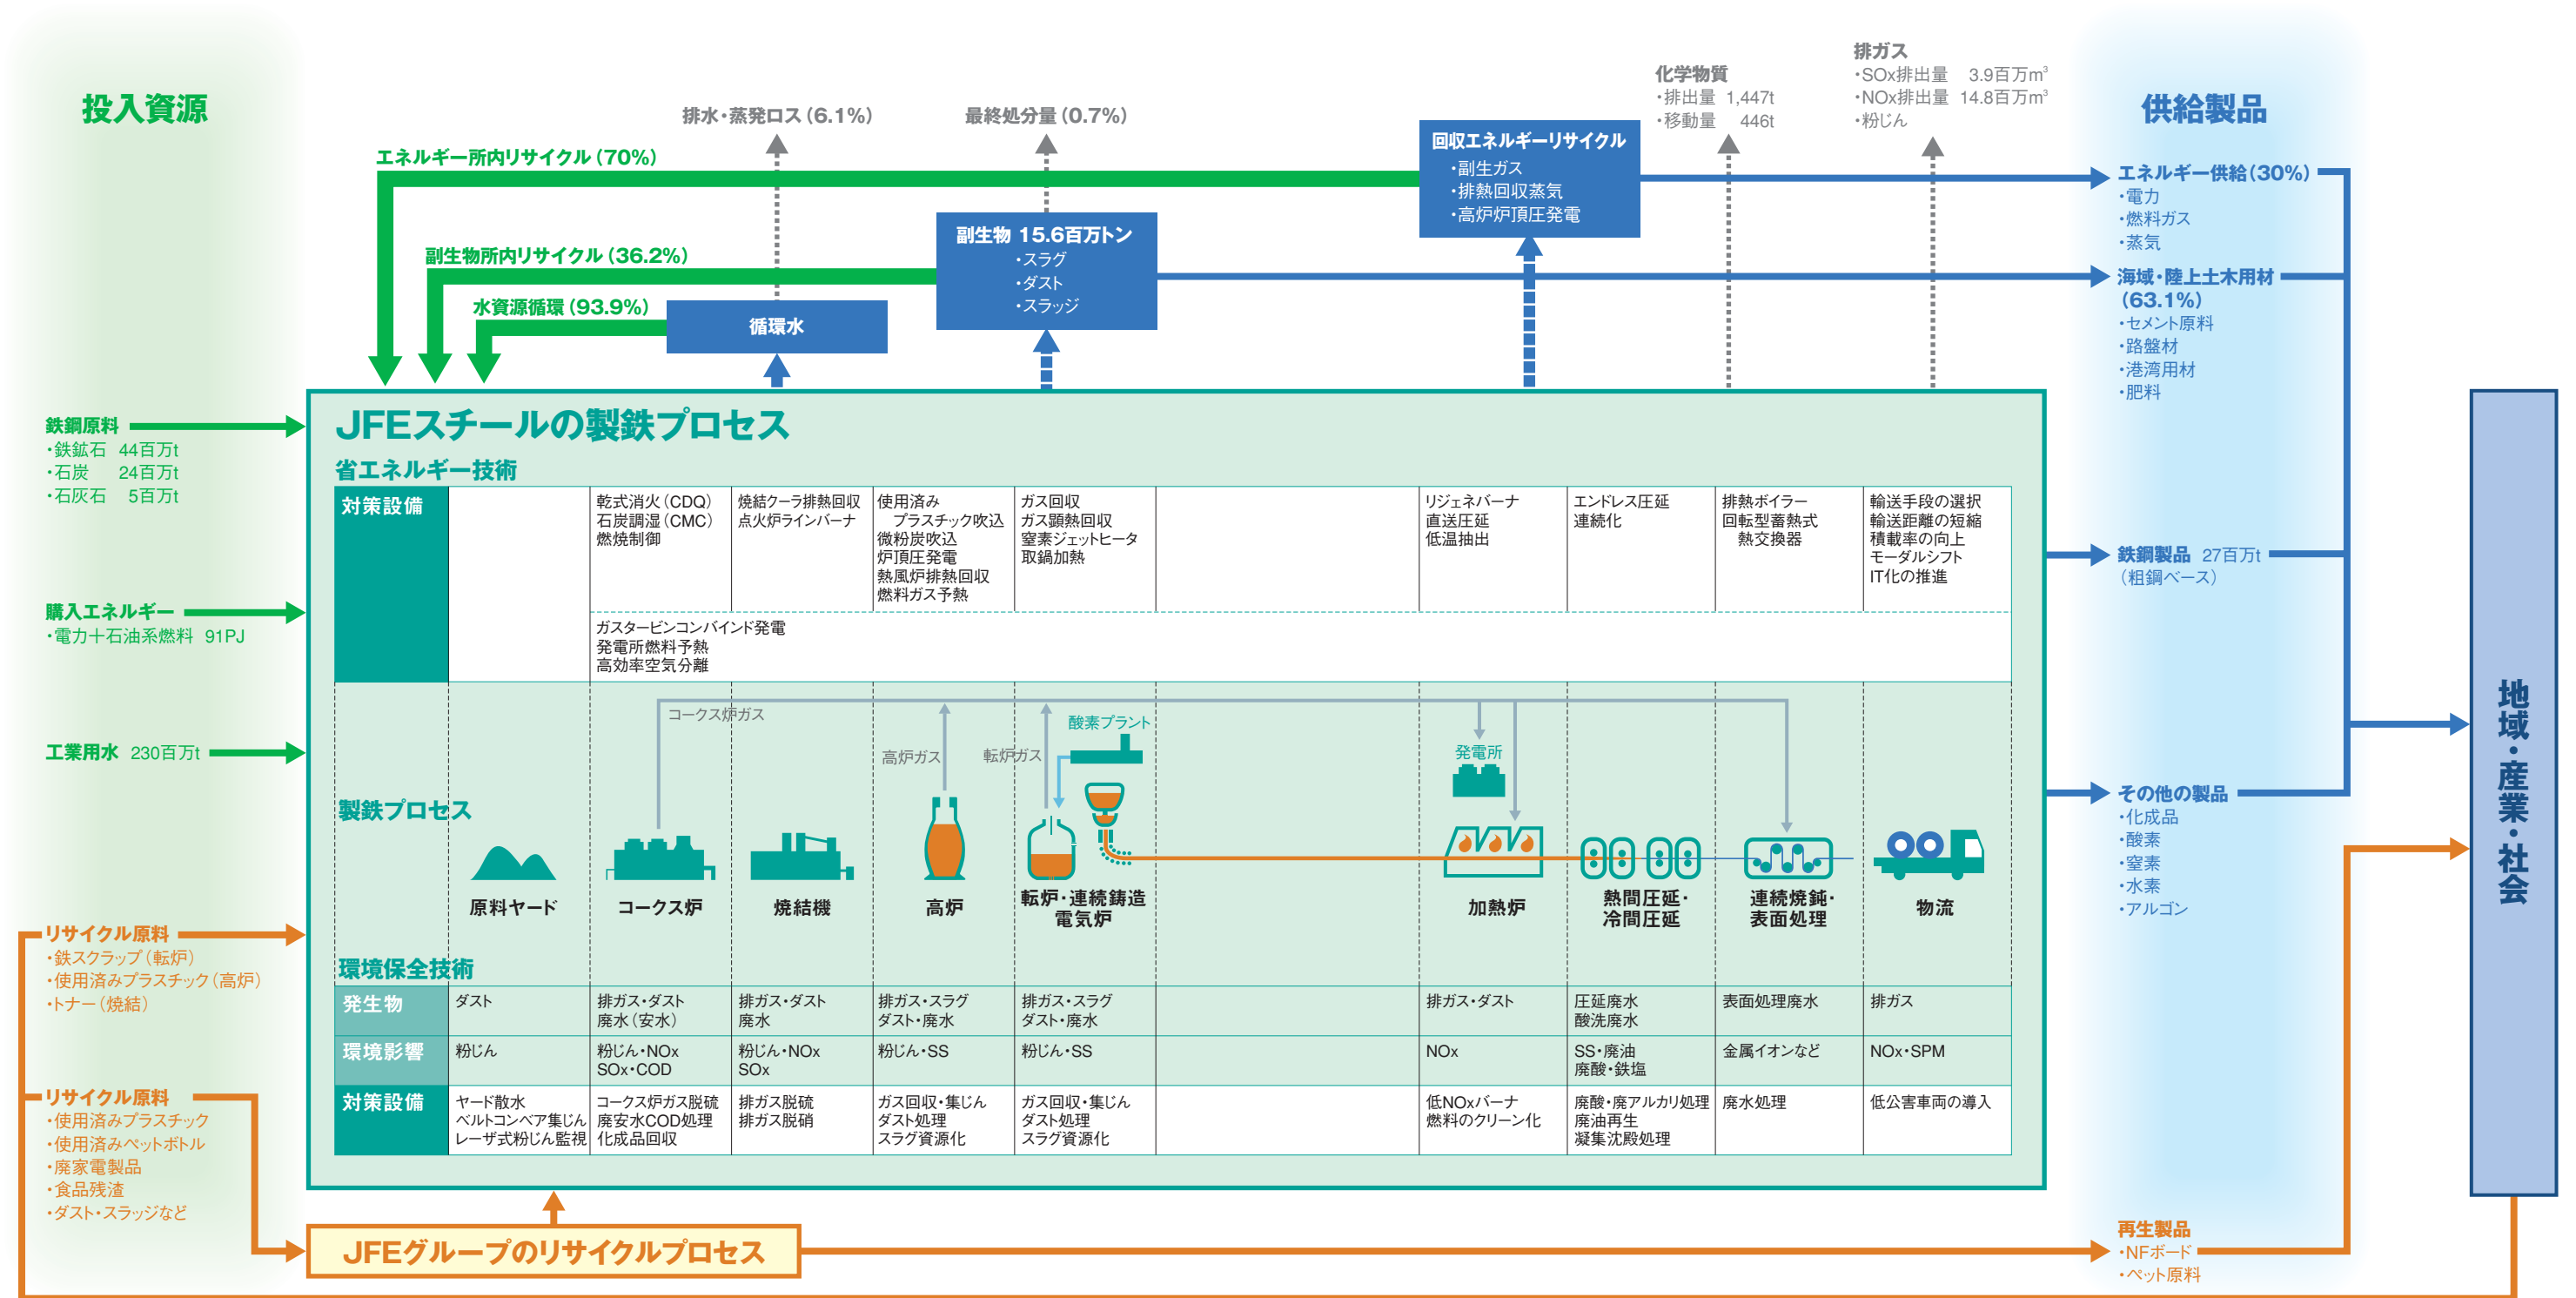 投入資源
鉄鋼原料
・鉄鉱石 44百万t
・石炭 24百万t
・石灰石 5百万t
購入エネルギー
・電力＋石油系燃料 91PJ
工業用水 230百万t
リサイクル原料
・鉄スクラップ（転炉）
・使用済みプラスチック（高炉）
・トナー（焼結）
リサイクル原料
・使用済みプラスチック
・使用済みペットボトル
・廃家電製品
・食品残渣
・ダスト・スラッジなど
エネルギー所内リサイクル（70%）
副生物所内リサイクル（36.2%）
水資源循環（93.9%）
排水・蒸発ロス（6.1%）
循環水
最終処分量（0.7%）
副生物 15.6百万トン
・スラグ
・ダスト
・スラッジ
回収エネルギーリサイクル
・副生ガス
・排熱回収蒸気
・高炉炉頂圧発電
化学物質
・排出量 1,447t
・移動量 446t
排ガス
・SOx排出量 3.9百万m³
・NOx排出量 14.8百万m³
・粉じん
JFEスチールの製鉄プロセス
省エネルギー技術
対策設備
乾式消火（CDQ）
石炭調湿（CMC）
燃焼制御
焼結クーラ排熱回収
点火炉ラインバーナ
使用済み
プラスチック吹込
微粉炭吹込
炉頂圧発電
熱風炉排熱回収
燃料ガス予熱
ガス回収
ガス顕熱回収
窒素ジェットヒータ
取鍋加熱
リジェネバーナ
直送圧延
低温抽出
エンドレス圧延
連続化
排熱ボイラー
回転型蓄熱式
熱交換器
輸送手段の選択
輸送距離の短縮
積載率の向上
モーダルシフト
IT化の推進
ガスタービンコンバインド発電
発電所燃料予熱
高効率空気分離
製鉄プロセス
コークス炉ガス
高炉ガス
転炉ガス
酸素プラント
発電所
原料ヤード
コークス炉
焼結機
高炉
転炉・連続鋳造
電気炉
加熱炉
熱間圧延・
冷間圧延
連続焼鈍・
表面処理
物流
環境保全技術
発生物
ダスト
排ガス・ダスト
廃水（安水）
排ガス・ダスト
廃水
排ガス・スラグ
ダスト・廃水
排ガス・スラグ
ダスト・廃水
排ガス・ダスト
圧延廃水
酸洗廃水
表面処理廃水
排ガス
環境影響
粉じん
粉じん・NOx
SOx・COD
粉じん・NOx
SOx
粉じん・SS
粉じん・SS
NOx
SS・廃油
廃酸・鉄塩
金属イオンなど
NOx・SPM
対策設備
ヤード散水
ベルトコンベア集じん
レーザ式粉じん監視
コークス炉ガス脱硫
廃安水COD処理
化成品回収
排ガス脱硫
排ガス脱硝
ガス回収・集じん
ダスト処理
スラグ資源化
ガス回収・集じん
ダスト処理
スラグ資源化
低NOxバーナ
燃料のクリーン化
廃酸・廃アルカリ処理
廃油再生
凝集沈殿処理
廃水処理
低公害車両の導入
JFEグループのリサイクルプロセス
供給製品
エネルギー供給（30%）
・電力
・燃料ガス
・蒸気
海域・陸上土木用材
（63.1%）
・セメント原料
・路盤材
・港湾用材
・肥料
鉄鋼製品 27百万t
（粗鋼ベース）
その他の製品
・化成品
・酸素
・窒素
・水素
・アルゴン
再生製品
・NFボード
・ペット原料
地域・産業・社会